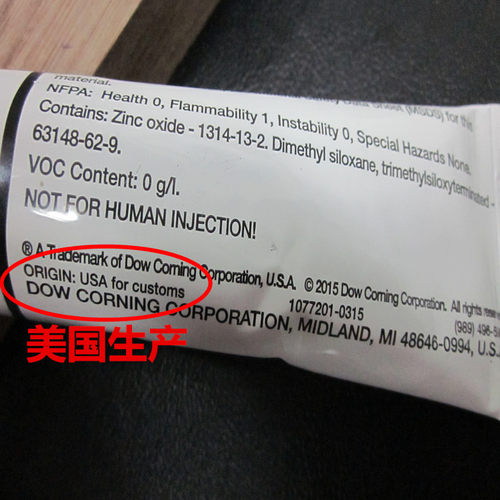 material.
NFPA: Health 0, Flammability 1, Instability 0, Special Hazards None.
Contains: Zinc oxide - 1314-13-2. Dimethyl siloxane, trimethylsiloxyterminated -
63148-62-9.
VOC Content: 0 g/l.
NOT FOR HUMAN INJECTION!
® A Trademark of Dow Corning Corporation, U.S.A. © 2015 Dow Corning Corporation. All rights
ORIGIN: USA for customs 1077201-0315
DOW CORNING CORPORATION, MIDLAND, MI 48646-0994, U.S.
(989)
美国生产